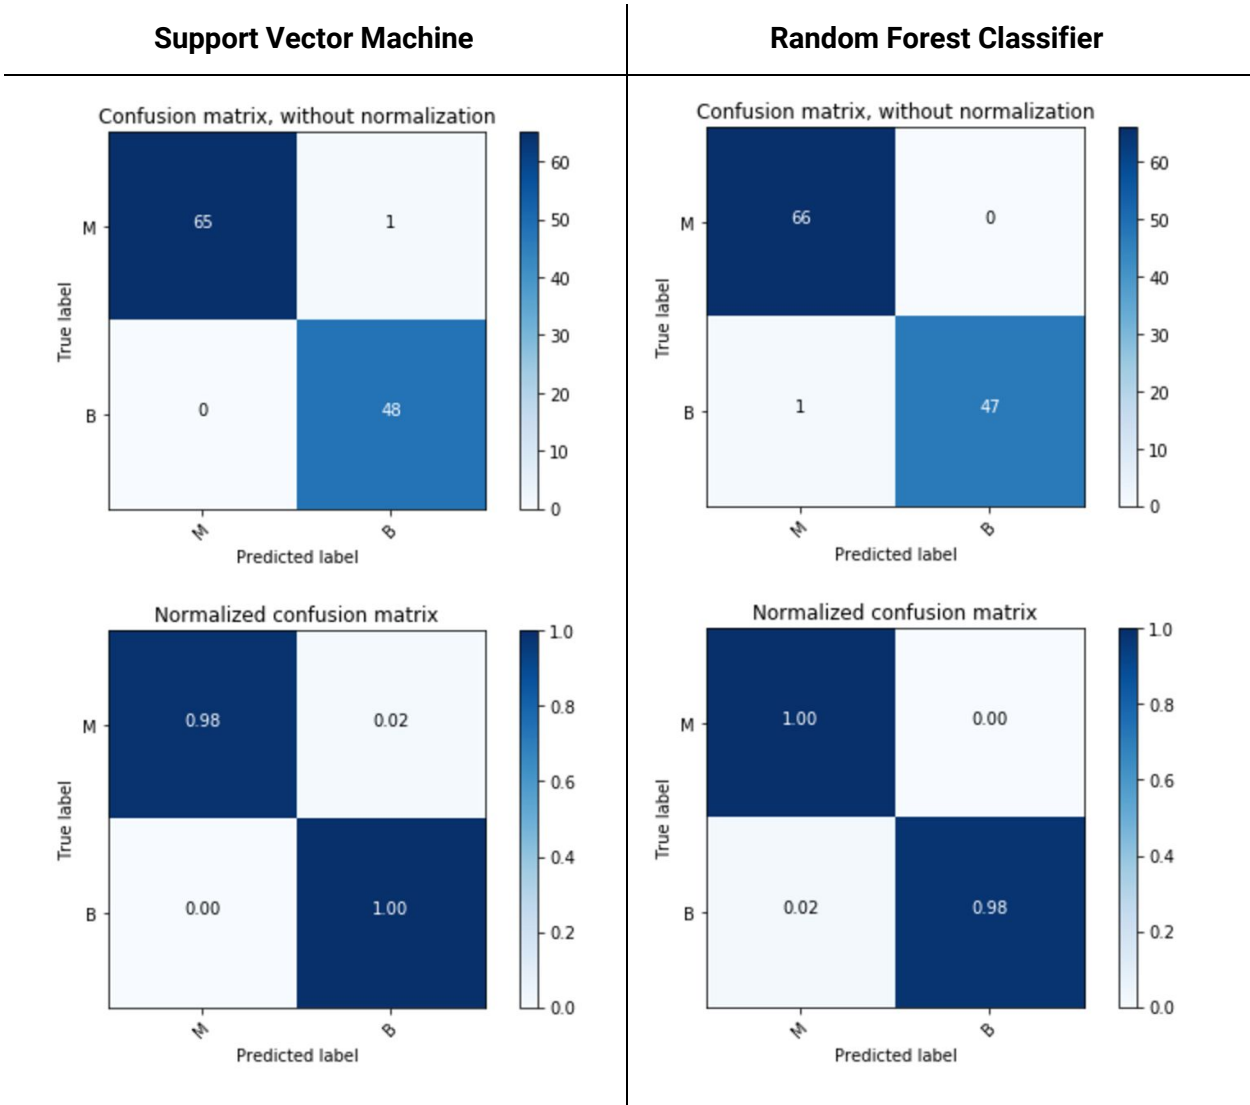 Support Vector Machine
Random Forest Classifier
Confusion matrix, without normalization
True label
M
65
1
B
0
48
M
B
Predicted label
60
50
40
30
20
10
0
Confusion matrix, without normalization
True label
M
66
0
B
1
47
M
B
Predicted label
60
50
40
30
20
10
0
Normalized confusion matrix
True label
M
0.98
0.02
B
0.00
1.00
M
B
Predicted label
1.0
0.8
0.6
0.4
0.2
0.0
Normalized confusion matrix
True label
M
1.00
0.00
B
0.02
0.98
M
B
Predicted label
1.0
0.8
0.6
0.4
0.2
0.0